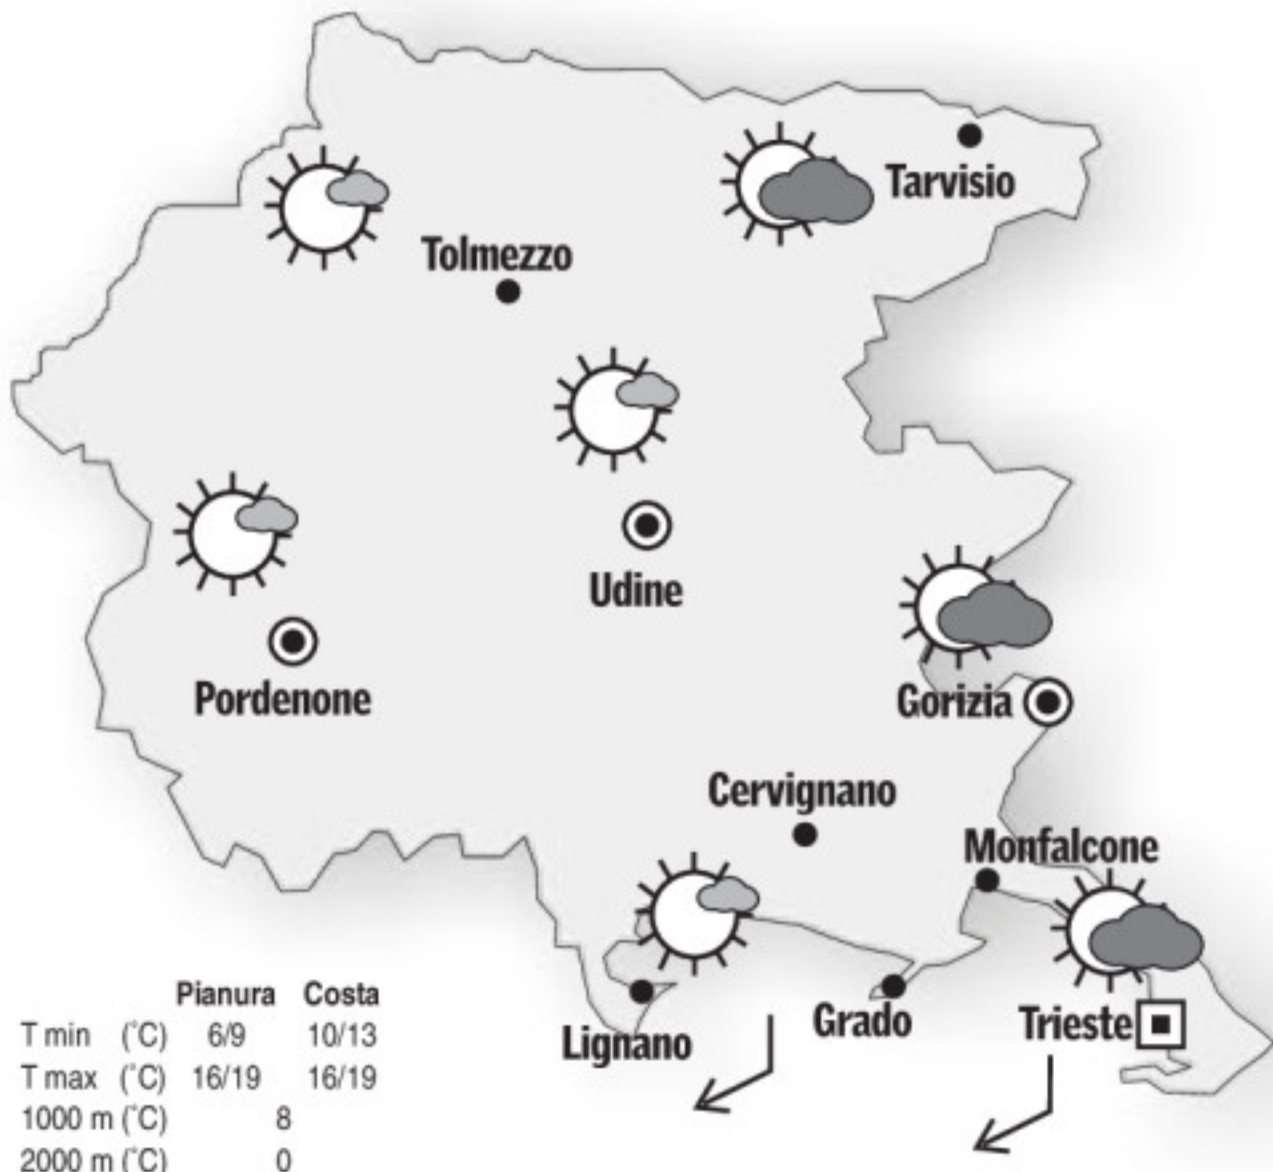 Tarvisio
Tolmezzo
Udine
Pordenone
Gorizia
Cervignano
Monfalcone
Lignano
Grado
Trieste
Pianura Costa
T min (°C) 6/9 10/13
T max (°C) 16/19 16/19
1000 m (°C) 8
2000 m (°C) 0